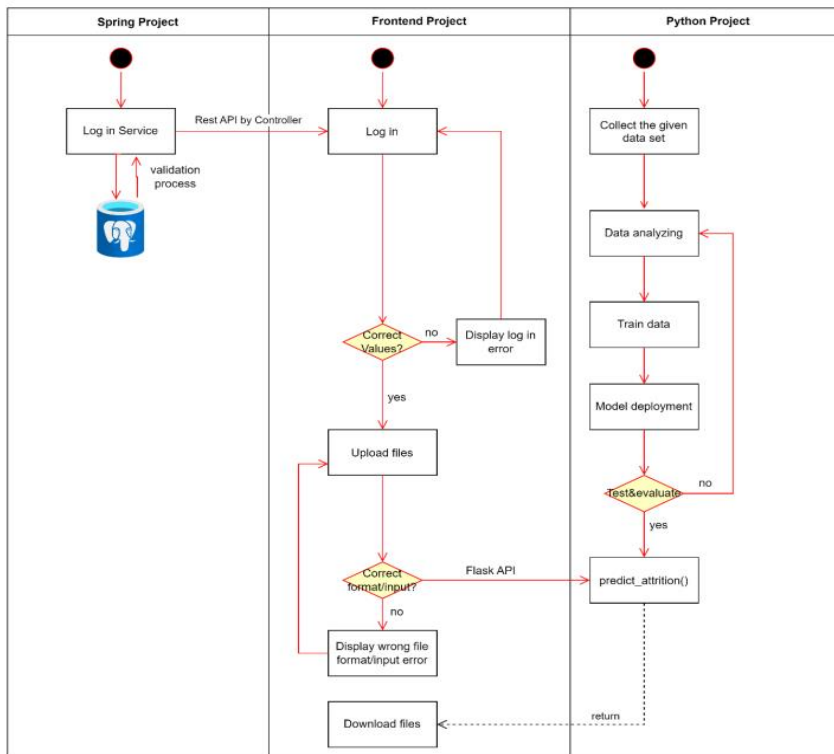 Spring Project
Frontend Project
Python Project
Log in Service
Rest API by Controller
Log in
Collect the given
data set
validation
process
Data analyzing
Train data
Correct
Values?
no
Display log in
error
yes
Model deployment
Upload files
Test&evaluate
no
yes
Correct
format/input?
Flask API
predict_attrition()
no
Display wrong file
format/input error
Download files
return